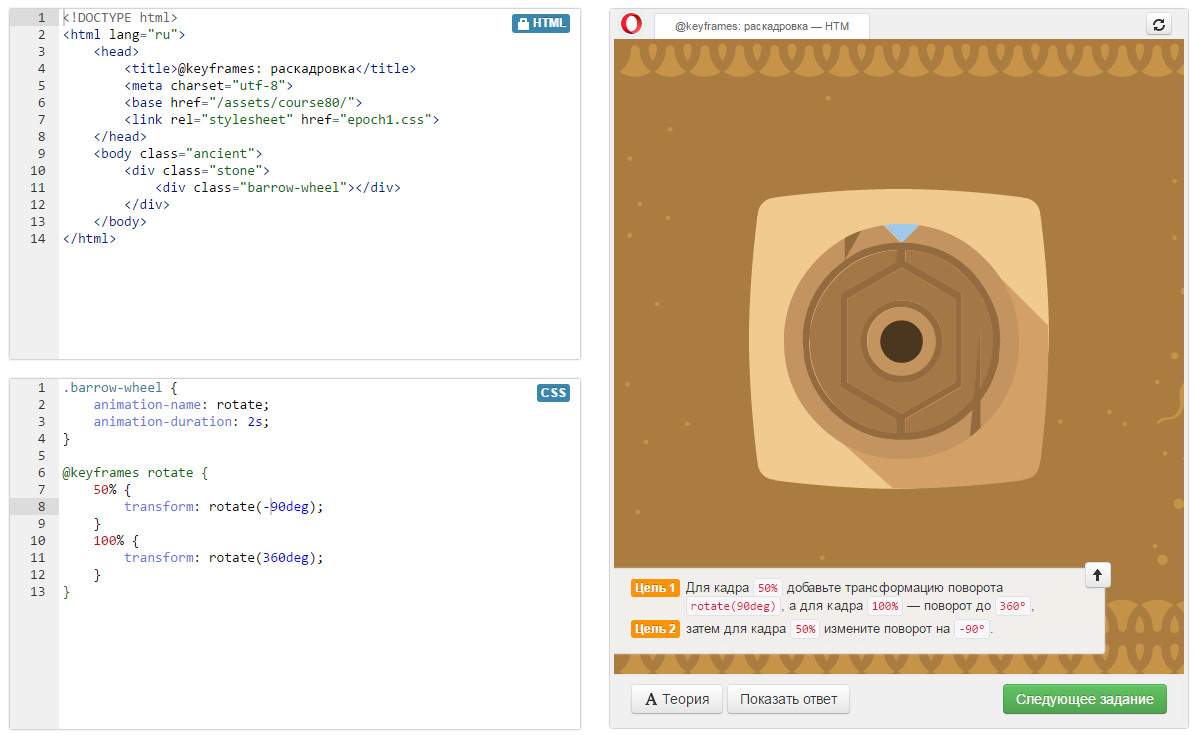 1 <!DOCTYPE html>
2 <html lang="ru">
3 <head>
4 <title>@keyframes: раскадровка</title>
5 <meta charset="utf-8">
6 <base href="/assets/course80/">
7 <link rel="stylesheet" href="epoch1.css">
8 </head>
9 <body class="ancient">
10 <div class="stone">
11 <div class="barrow-wheel"></div>
12 </div>
13 </body>
14 </html>
HTML
1 .barrow-wheel {
2 animation-name: rotate;
3 animation-duration: 2s;
4 }
5
6 @keyframes rotate {
7 50% {
8 transform: rotate(-90deg);
9 }
10 100% {
11 transform: rotate(360deg);
12 }
13 }
CSS
@keyframes: раскадровка — HTM
Цель 1 Для кадра 50% добавьте трансформацию поворота
rotate(90deg), а для кадра 100% — поворот до 360°,
Цель 2 затем для кадра 50% измените поворот на -90°.
A Теория Показать ответ Следующее задание